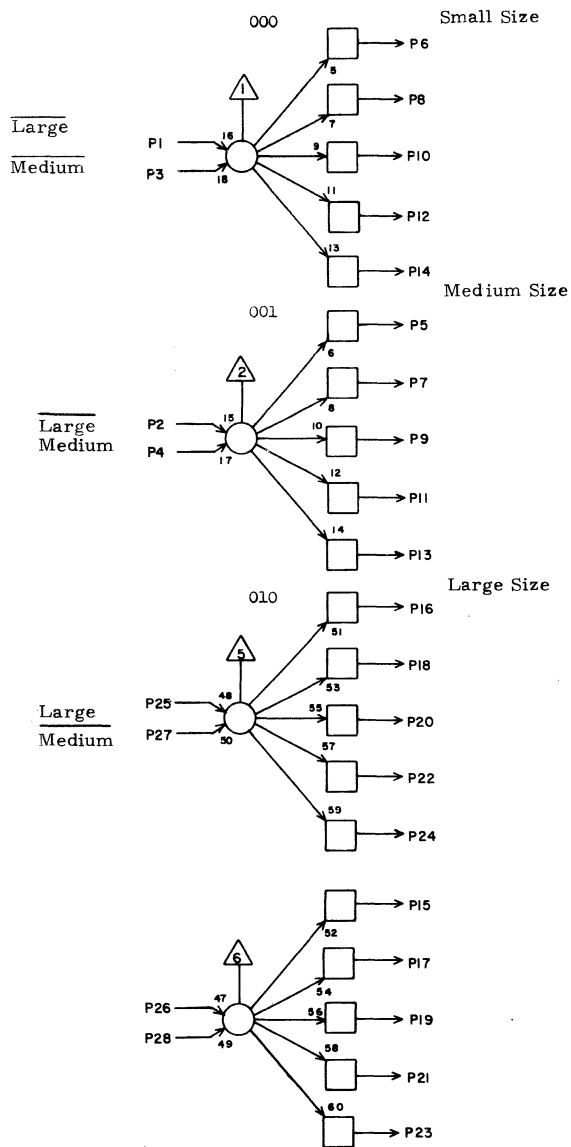 000
Small Size
P6
5
1
P8
7
Large
P1
16
9
P10
Medium
P3
18
11
P12
13
P14
Medium Size
001
P5
6
2
P7
8
Large
P2
15
10
P9
Medium
P4
17
12
P11
14
P13
Large Size
010
P16
51
5
P18
53
Large
P25
48
55
P20
Medium
P27
50
57
P22
59
P24
P15
52
6
P17
54
P26
47
56
P19
P28
49
58
P21
60
P23